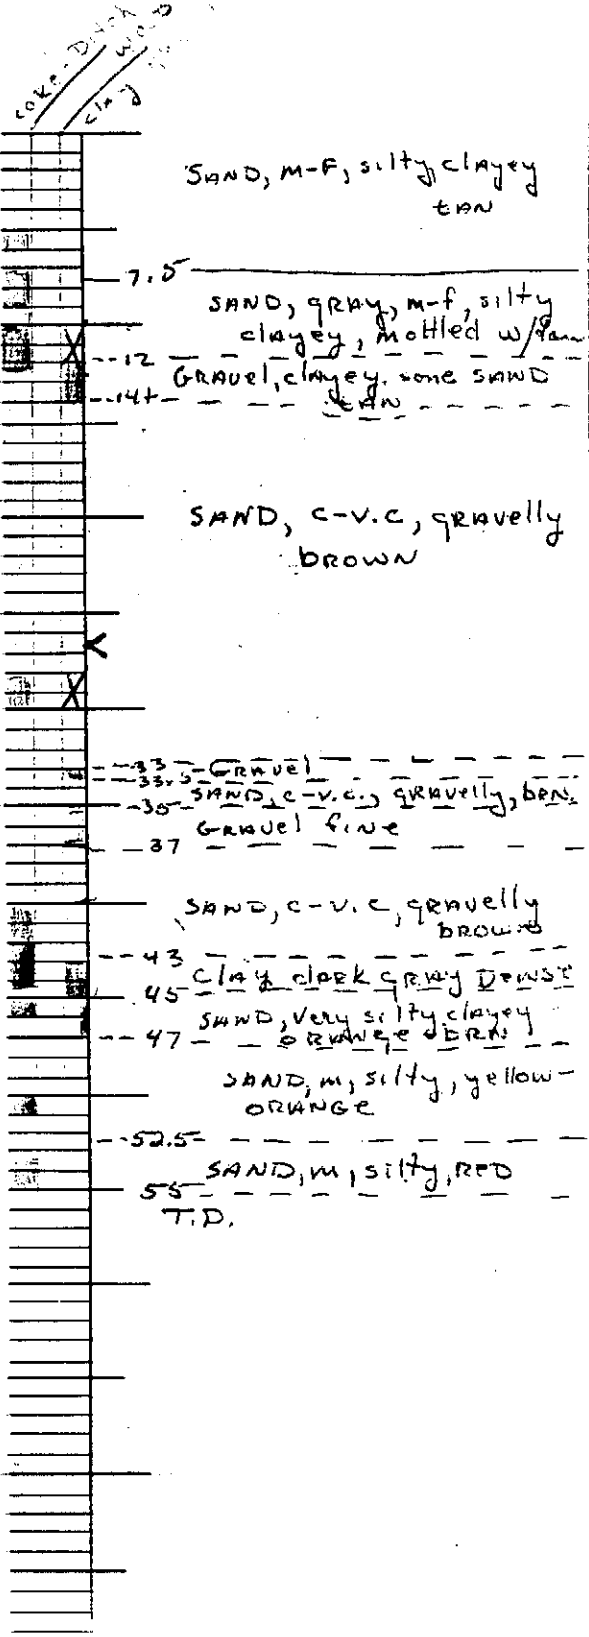 core-Ditch
clay
SAND, m-F, silty, clayey
tAN
7.5
SAND, gRAY, m-f, silty
clayey, mottled w/tan
12
GRAVEl, clayey. some SAND
14+
tAN
SAND, C-V.C, gRAvelly
bROWN
33 GRAVEl
33.5
SAND, C-V.C., gRAVElly, bRN.
35
GRAVEl fiNe
37
SAND, C-V.C, gRAVElly
bROWN
43
ClAY dARK gRAY DENSE
45
SAND, Very silty clayey
ORANGE BRN
47
SAND, m, silty, yellow-
ORANGE
52.5
SAND, m, silty, RED
55
T.D.